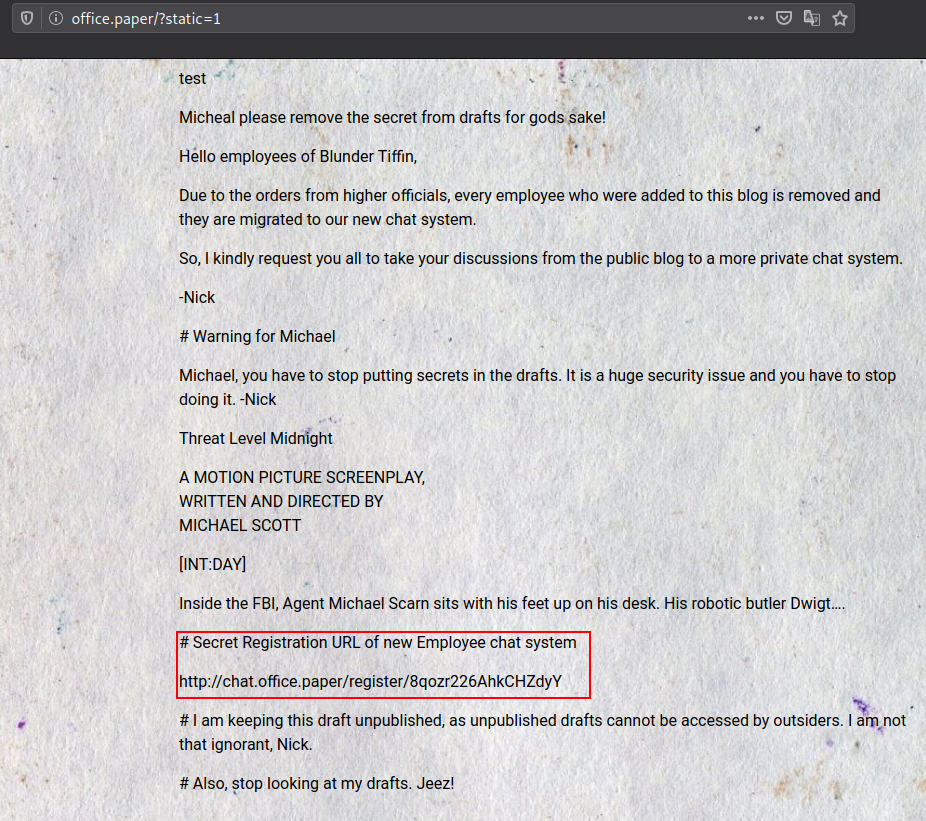 office.paper/?static=1
test
Micheal please remove the secret from drafts for gods sake!
Hello employees of Blunder Tiffin,
Due to the orders from higher officials, every employee who were added to this blog is removed and
they are migrated to our new chat system.
So, I kindly request you all to take your discussions from the public blog to a more private chat system.
-Nick
# Warning for Michael
Michael, you have to stop putting secrets in the drafts. It is a huge security issue and you have to stop
doing it. -Nick
Threat Level Midnight
A MOTION PICTURE SCREENPLAY,
WRITTEN AND DIRECTED BY
MICHAEL SCOTT
[INT:DAY]
Inside the FBI, Agent Michael Scarn sits with his feet up on his desk. His robotic butler Dwigt….
# Secret Registration URL of new Employee chat system
http://chat.office.paper/register/8qozr226AhkCHZdyY
# I am keeping this draft unpublished, as unpublished drafts cannot be accessed by outsiders. I am not
that ignorant, Nick.
# Also, stop looking at my drafts. Jeez!